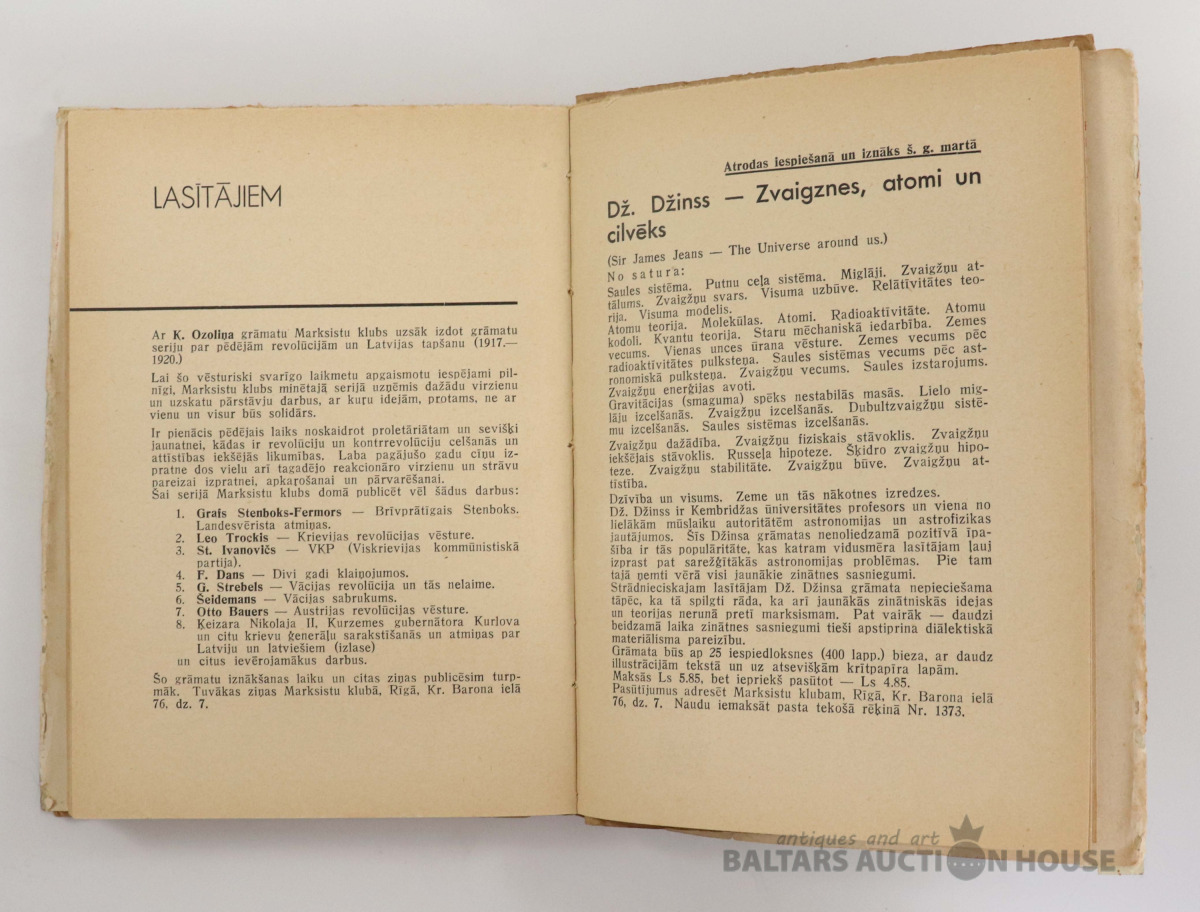 LASĪTĀJIEM
Ar K. Ozoliņa grāmatu Marksistu klubs uzsāk izdot grāmatu
seriju par pēdējām revolūcijām un Latvijas tapšanu (1917.—
1920.)
Lai šo vēsturiski svarīgo laikmetu apgaismotu iespējami pil-
nīgi, Marksistu klubs minētajā serijā uzņēmis dažādu virzienu
un uzskatu pārstāvju darbus, ar kuŗu idejām, protams, ne ar
vienu un visur būs solidārs.
Ir pienācis pēdējais laiks noskaidrot proletāriātam un sevišķi
jaunatnei, kādas ir revolūciju un kontrrevolūciju celšanās un
attīstības iekšējās likumības. Laba pagājušo gadu cīņu iz-
pratne dos vielu arī tagadējo reakcionāro virzienu un strāvu
pareizai izpratnei, apkarošanai un pārvarēšanai.
Šai serijā Marksistu klubs domā publicēt vēl šādus darbus:
1. Grais Stenboks-Fermors — Brīvprātīgais Stenboks.
Landesvērista atmiņas.
2. Leo Trockis — Krievijas revolūcijas vēsture.
3. St. Ivanovičs — VKP (Viskrievijas kommūnistiskā
partija).
4. F. Dans — Divi gadi klaiņojumos.
5. G. Strebels — Vācijas revolūcija un tās nelaime.
6. Šeidemans — Vācijas sabrukums.
7. Otto Bauers — Austrijas revolūcijas vēsture.
8. Ķeizara Nikolaja II, Kurzemes gubernātora Kurlova
un citu krievu ģenerāļu sarakstīšanās un atmiņas par
Latviju un latviešiem (izlase)
un citus ievērojamākus darbus.
Šo grāmatu iznākšanas laiku un citas ziņas publicēsim turp-
māk. Tuvākas ziņas Marksistu klubā, Rīgā, Kr. Barona ielā
76, dz. 7.
Atrodas iespiešanā un iznāks š. g. martā
Dž. Džinss — Zvaigznes, atomi un
cilvēks
(Sir James Jeans — The Universe around us.)
No satura:
Saules sistēma. Putnu ceļa sistēma. Miglāji. Zvaigžņu at-
tālums. Zvaigžņu svars. Visuma uzbūve. Relātīvitātes teo-
rija. Visuma modelis.
Atomu teorija. Molekūlas. Atomi. Radioaktīvitāte. Atomu
kodoli. Kvantu teorija. Staru mēchaniskā iedarbība. Zemes
vecums. Vienas unces ūrana vēsture. Zemes vecums pēc
radioaktīvitātes pulksteņa. Saules sistēmas vecums pēc ast-
ronomiskā pulksteņa. Zvaigžņu vecums. Saules izstarojums.
Zvaigžņu enerģijas avoti.
Gravitācijas (smaguma) spēks nestabilās masās. Lielo mig-
lāju izcelšanās. Zvaigžņu izcelšanās. Dubultzvaigžņu sistē-
mu izcelšanās. Saules sistēmas izcelšanās.
Zvaigžņu dažādība. Zvaigžņu fiziskais stāvoklis. Zvaigžņu
iekšējais stāvoklis. Russeļa hipoteze. Šķidro zvaigžņu hipo-
teze. Zvaigžņu stabilitāte. Zvaigžņu būve. Zvaigžņu at-
tīstība.
Dzīvība un visums. Zeme un tās nākotnes izredzes.
Dž. Džinss ir Kembridžas ūniversitātes profesors un viena no
lielākām mūslaiku autoritātēm astronomijas un astrofizikas
jautājumos. Šīs Džinsa grāmatas nenoliedzamā pozitīvā īpa-
šība ir tās populāritāte, kas katram vidusmēra lasītājam ļauj
izprast pat sarežģītākās astronomijas problēmas. Pie tam
tajā ņemti vērā visi jaunākie zinātnes sasniegumi.
Strādnieciskajam lasītājam Dž. Džinsa grāmata nepieciešama
tāpēc, ka tā spilgti rāda, ka arī jaunākās zinātniskās idejas
un teorijas nerunā pretī marksismam. Pat vairāk — daudzi
beidzamā laika zinātnes sasniegumi tieši apstiprina diālektiskā
materiālisma pareizību.
Grāmata būs ap 25 iespiedloksnes (400 lapp.) bieza, ar daudz
illustrācijām tekstā un uz atsevišķām krītpapīra lapām.
Maksās Ls 5.85, bet iepriekš pasūtot — Ls 4.85.
Pasūtījumus adresēt Marksistu klubam, Rīgā, Kr. Barona ielā
76, dz. 7. Naudu iemaksāt pasta tekošā rēķinā Nr. 1373.
antiques and art
BALTARS AUCTION HOUSE